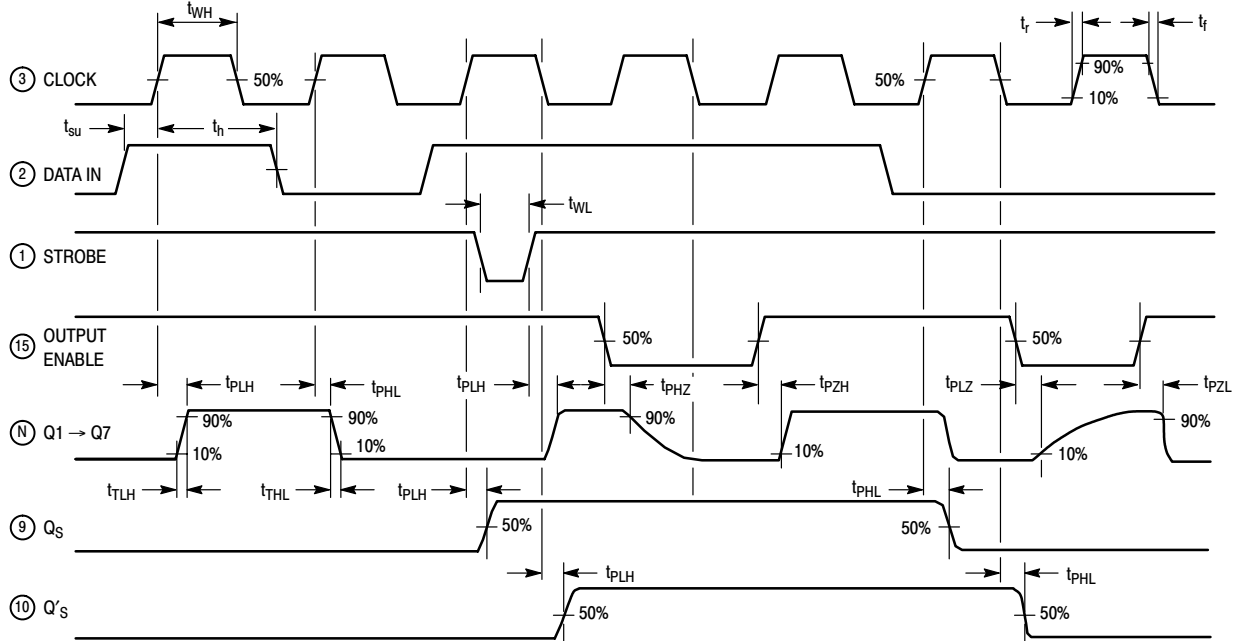 tWH
tr
tf
3 CLOCK
50%
50%
90%
10%
tsu
th
2 DATA IN
tWL
1 STROBE
15 OUTPUT
ENABLE
50%
50%
tPLH
tPHL
tPLH
tPHZ
tPZH
tPLZ
tPZL
N Q1 → Q7
90%
10%
90%
10%
90%
10%
10%
90%
tTLH
tTHL
tPLH
tPHL
9 QS
50%
50%
tPLH
tPHL
10 Q′S
50%
50%